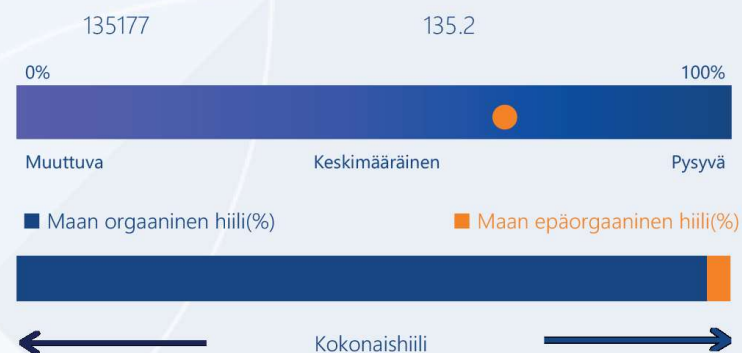 135177 135.2
0% 100%
Muuttuva Keskimääräinen Pysyvä
Maan orgaaninen hiili(%) Maan epäorgaaninen hiili(%)
Kokonaishiili